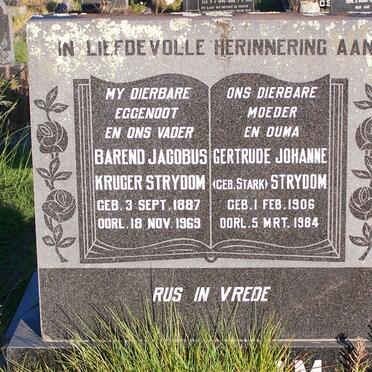 IN LIEFDEVOLLE HERINNERING AAN
MY DIERBARE
EGGENOOT
EN ONS VADER
BAREND JACOBUS
KRUGER STRYDOM
GEB. 3 SEPT. 1887
OORL. 18 NOV. 1969
ONS DIERBARE
MOEDER
EN OUMA
GERTRUDE JOHANNE
(GEB. STARK) STRYDOM
GEB. 1 FEB. 1906
OORL. 5 MRT. 1984
RUS IN VREDE